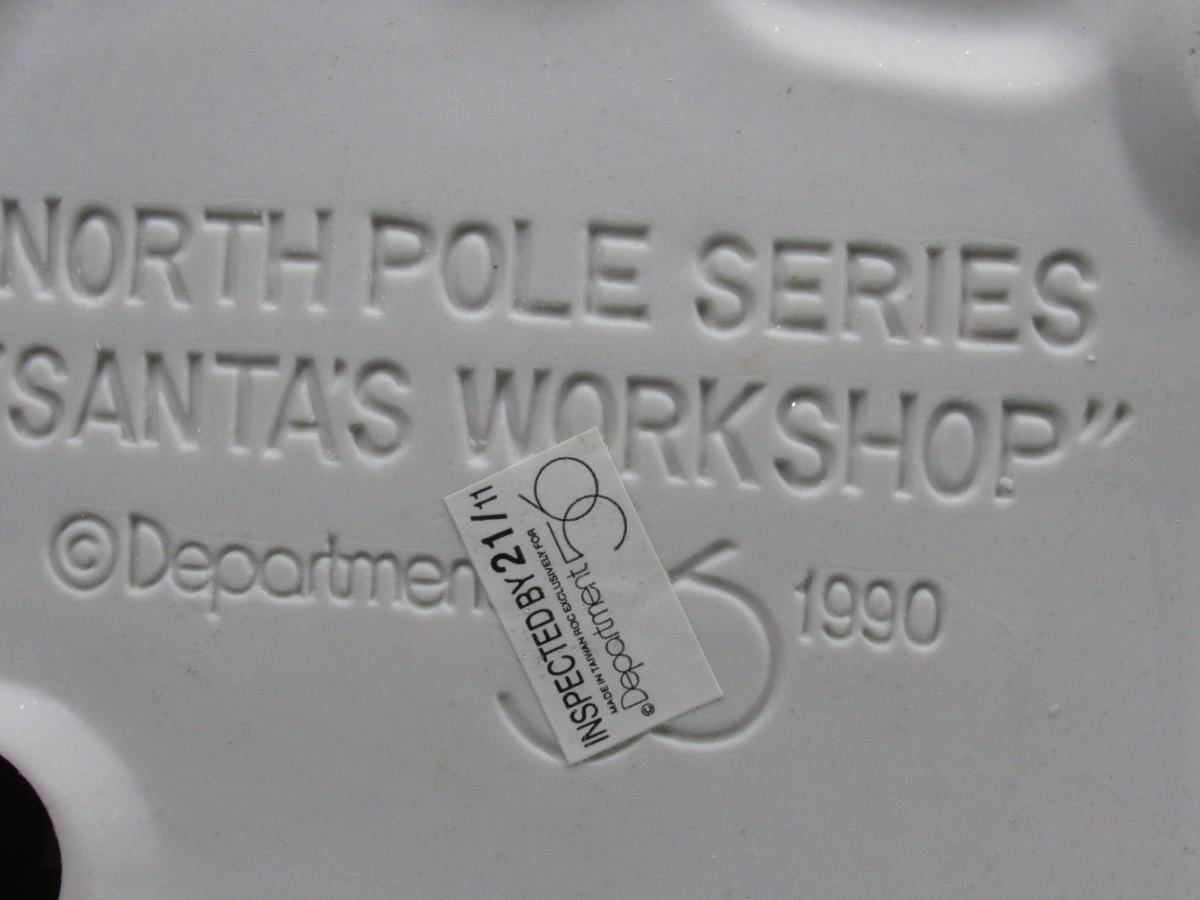 NORTH POLE SERIES
"SANTA'S WORKSHOP"
©Department 56 1990
INSPECTED BY 21/11
MADE IN TAIWAN ROC EXCLUSIVELY FOR
©Department 56